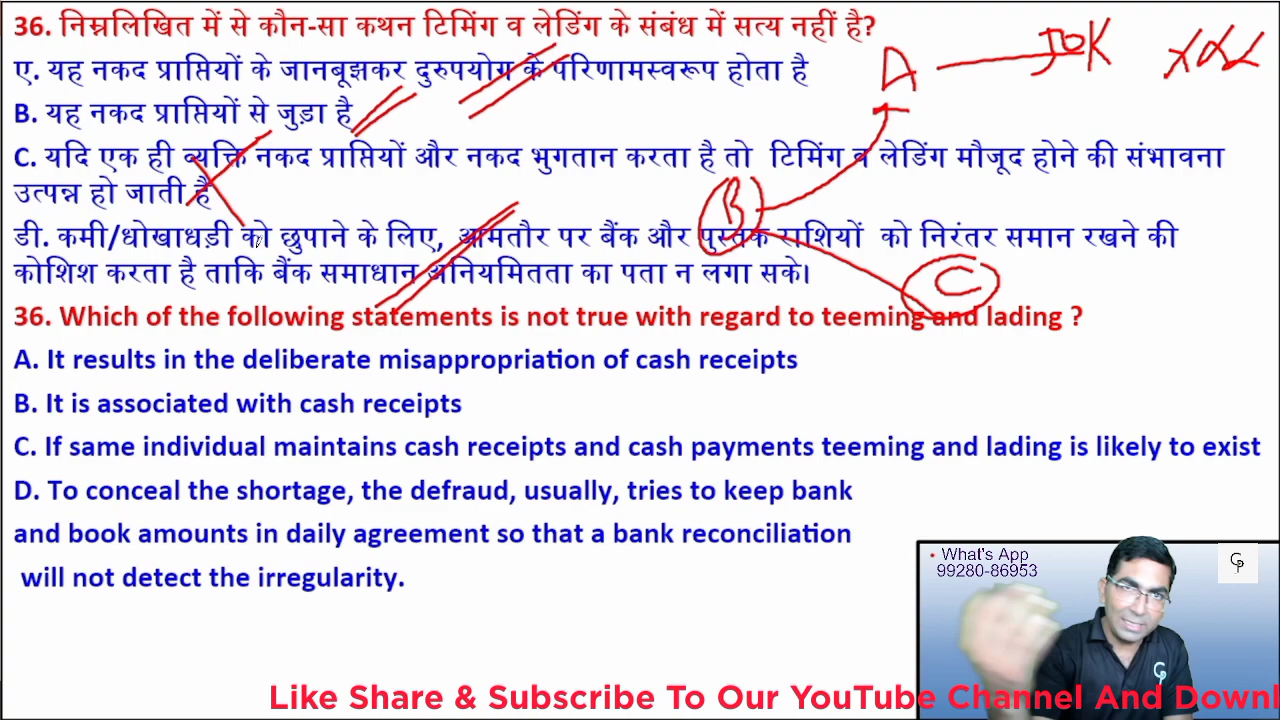 36. निम्नलिखित में से कौन-सा कथन टिमिंग व लेडिंग के संबंध में सत्य नहीं है?
ए. यह नकद प्राप्तियों के जानबूझकर दुरुपयोग के परिणामस्वरूप होता है
B. यह नकद प्राप्तियों से जुड़ा है
C. यदि एक ही व्यक्ति नकद प्राप्तियों और नकद भुगतान करता है तो टिमिंग व लेडिंग मौजूद होने की संभावना
उत्पन्न हो जाती है
डी. कमी/धोखाधड़ी को छुपाने के लिए, आमतौर पर बैंक और पुस्तक राशियों को निरंतर समान रखने की
कोशिश करता है ताकि बैंक समाधान अनियमितता का पता न लगा सके।
A
B
C
36. Which of the following statements is not true with regard to teeming and lading ?
A. It results in the deliberate misappropriation of cash receipts
B. It is associated with cash receipts
C. If same individual maintains cash receipts and cash payments teeming and lading is likely to exist
D. To conceal the shortage, the defraud, usually, tries to keep bank
and book amounts in daily agreement so that a bank reconciliation
will not detect the irregularity.
• What's App
99280-86953
Like Share & Subscribe To Our YouTube Channel And Downl